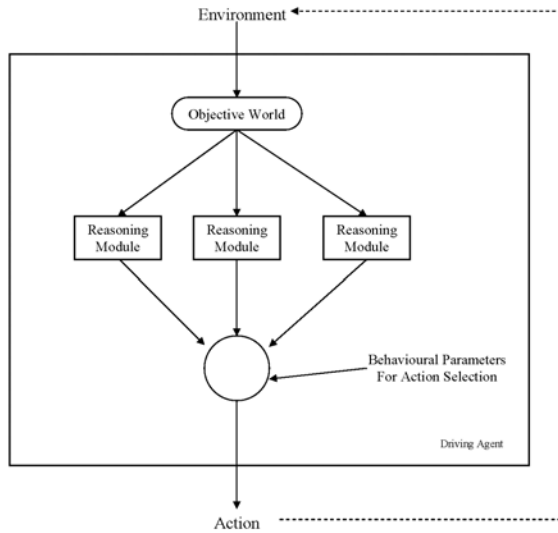 Environment
Objective World
Reasoning
Module
Reasoning
Module
Reasoning
Module
Behavioural Parameters
For Action Selection
Driving Agent
Action